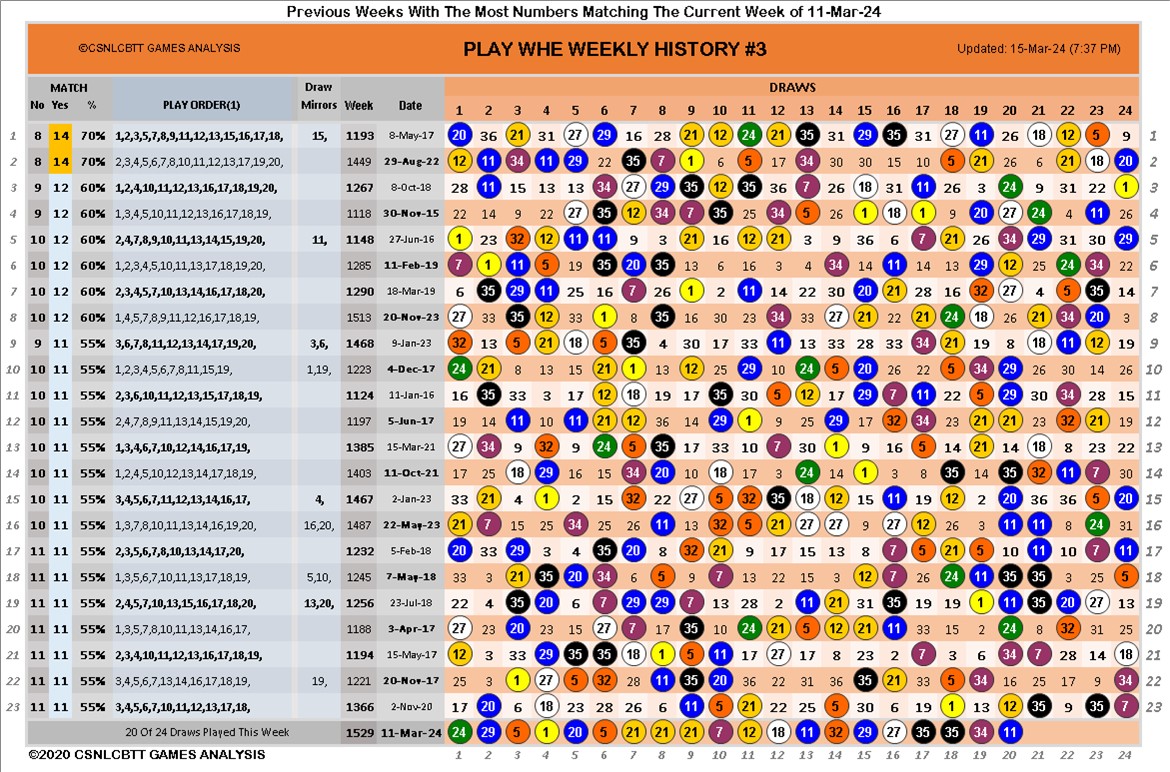 Previous Weeks With The Most Numbers Matching The Current Week of 11-Mar-24
©CSNLCBTT GAMES ANALYSIS PLAY WHE WEEKLY HISTORY #3 Updated: 15-Mar-24 (7:37 PM)
MATCH Draw DRAWS
No Yes % PLAY ORDER(1) Mirrors Week Date 1 2 3 4 5 6 7 8 9 10 11 12 13 14 15 16 17 18 19 20 21 22 23 24
1 8 14 70% 1,2,3,5,7,8,9,11,12,13,15,16,17,18, 15, 1193 8-May-17 20 36 21 31 27 29 16 28 21 12 24 21 35 31 29 35 31 27 11 26 18 12 5 9 1
2 8 14 70% 2,3,4,5,6,7,8,10,11,12,13,17,19,20, 1449 29-Aug-22 12 11 34 11 29 22 35 7 1 11 5 17 34 30 30 15 10 5 21 26 6 21 18 20 2
3 9 12 60% 1,2,4,10,11,12,13,16,17,18,19,20, 1267 8-Oct-18 28 11 15 13 13 34 27 29 35 12 35 36 7 26 18 31 11 26 3 24 9 31 22 1 3
4 9 12 60% 1,3,4,5,10,11,12,13,16,17,18,19, 1118 30-Nov-15 22 14 9 22 27 35 12 34 7 35 22 34 5 26 1 18 1 9 20 27 24 4 11 26 4
5 10 12 60% 2,4,7,8,9,11,13,14,15,19,20, 11, 1148 27-Jun-16 1 23 32 12 11 11 9 3 21 16 12 21 3 9 36 6 7 21 26 34 29 31 30 29 5
6 10 12 60% 1,2,3,4,5,10,11,13,17,18,19,20, 1285 11-Feb-19 7 1 11 5 19 35 20 35 13 6 16 3 4 34 16 11 14 13 29 12 25 24 34 22 6
7 10 12 60% 2,3,4,5,7,10,13,14,16,17,18,20, 1290 18-Mar-19 6 35 29 11 25 16 7 26 1 2 11 14 22 30 20 21 28 16 32 27 4 5 35 14 7
8 10 12 60% 1,4,5,7,8,9,11,12,16,17,18,19, 1513 20-Nov-23 27 33 35 12 33 1 8 35 16 30 23 34 33 27 21 22 21 24 18 26 21 34 20 3 8
9 9 11 55% 3,6,7,8,11,12,13,14,17,19,20, 3,6, 1468 9-Jan-23 32 13 5 21 18 5 35 4 30 17 33 11 13 9 28 33 34 21 19 8 18 11 12 19 9
10 10 11 55% 1,2,3,4,5,6,7,8,11,15,19, 1,19, 1223 4-Dec-17 24 21 8 13 15 21 1 13 12 25 29 10 24 5 20 26 22 5 34 29 26 30 14 26 10
11 10 11 55% 2,3,6,10,11,12,13,15,17,18,19, 1124 11-Jan-16 16 35 33 3 17 12 18 19 17 35 30 5 12 17 29 7 11 22 5 29 30 34 28 15 11
12 10 11 55% 2,4,7,8,9,11,13,14,15,19,20, 1197 5-Jun-17 19 14 11 10 11 21 12 36 14 29 1 9 22 29 17 32 34 23 21 21 22 32 21 19 12
13 10 11 55% 1,3,4,6,7,10,12,14,16,17,19, 1385 15-Mar-21 27 34 9 32 9 24 5 35 17 33 10 7 30 1 9 16 5 14 21 14 18 8 23 22 13
14 10 11 55% 1,2,4,5,10,12,13,14,17,18,19, 1403 11-Oct-21 17 25 18 29 16 15 34 20 10 18 17 3 24 14 1 3 8 35 14 35 32 11 7 30 14
15 10 11 55% 3,4,5,6,7,11,12,13,14,16,17, 4, 1467 2-Jan-23 33 21 4 1 2 15 32 22 27 5 32 35 18 12 15 11 19 12 2 20 36 36 5 20 15
16 10 11 55% 1,3,7,8,10,11,13,14,16,19,20, 16,20, 1487 22-May-23 21 7 15 25 34 26 8 11 13 32 5 21 27 27 9 27 12 26 3 11 11 8 24 31 16
17 11 11 55% 2,3,5,6,7,8,10,13,14,17,20, 1232 5-Feb-18 20 33 29 3 4 35 20 8 32 21 9 17 15 13 8 7 5 21 5 10 11 10 7 11 17
18 11 11 55% 1,3,5,6,7,10,11,13,17,18,19, 5,10, 1245 7-May-18 33 3 21 35 20 34 8 5 9 7 13 22 15 15 12 7 26 24 11 35 35 3 25 5 18
19 11 11 55% 2,4,5,7,10,13,15,16,17,18,20, 13,20, 1256 23-Jul-18 22 4 35 20 6 7 29 29 7 13 28 2 11 21 31 35 19 19 1 11 35 20 27 13 19
20 11 11 55% 1,3,5,7,8,10,11,13,14,16,17, 1188 3-Apr-17 27 23 20 23 15 27 7 17 35 10 24 21 5 12 21 11 33 15 2 24 8 32 31 25 20
21 11 11 55% 2,3,4,10,11,12,13,16,17,18,19, 1194 15-May-17 12 3 33 29 35 35 18 1 5 11 17 27 17 8 23 2 7 3 6 34 7 28 14 18 21
22 11 11 55% 3,4,5,6,7,13,14,16,17,18,19, 19, 1221 20-Nov-17 25 3 1 27 5 32 28 11 35 20 36 22 31 15 35 21 33 5 34 16 25 17 9 34 22
23 11 11 55% 3,4,5,6,7,10,11,12,13,17,18, 1366 2-Nov-20 17 20 4 18 23 28 26 6 11 5 21 22 25 5 30 6 19 1 13 12 35 9 35 7 23
20 Of 24 Draws Played This Week 1529 11-Mar-24 24 29 5 1 20 5 21 21 21 7 12 18 11 32 29 27 35 35 34 11
©2020 CSNLCBTT GAMES ANALYSIS 1 2 3 4 5 6 7 8 9 10 11 12 13 14 15 16 17 18 19 20 21 22 23 24